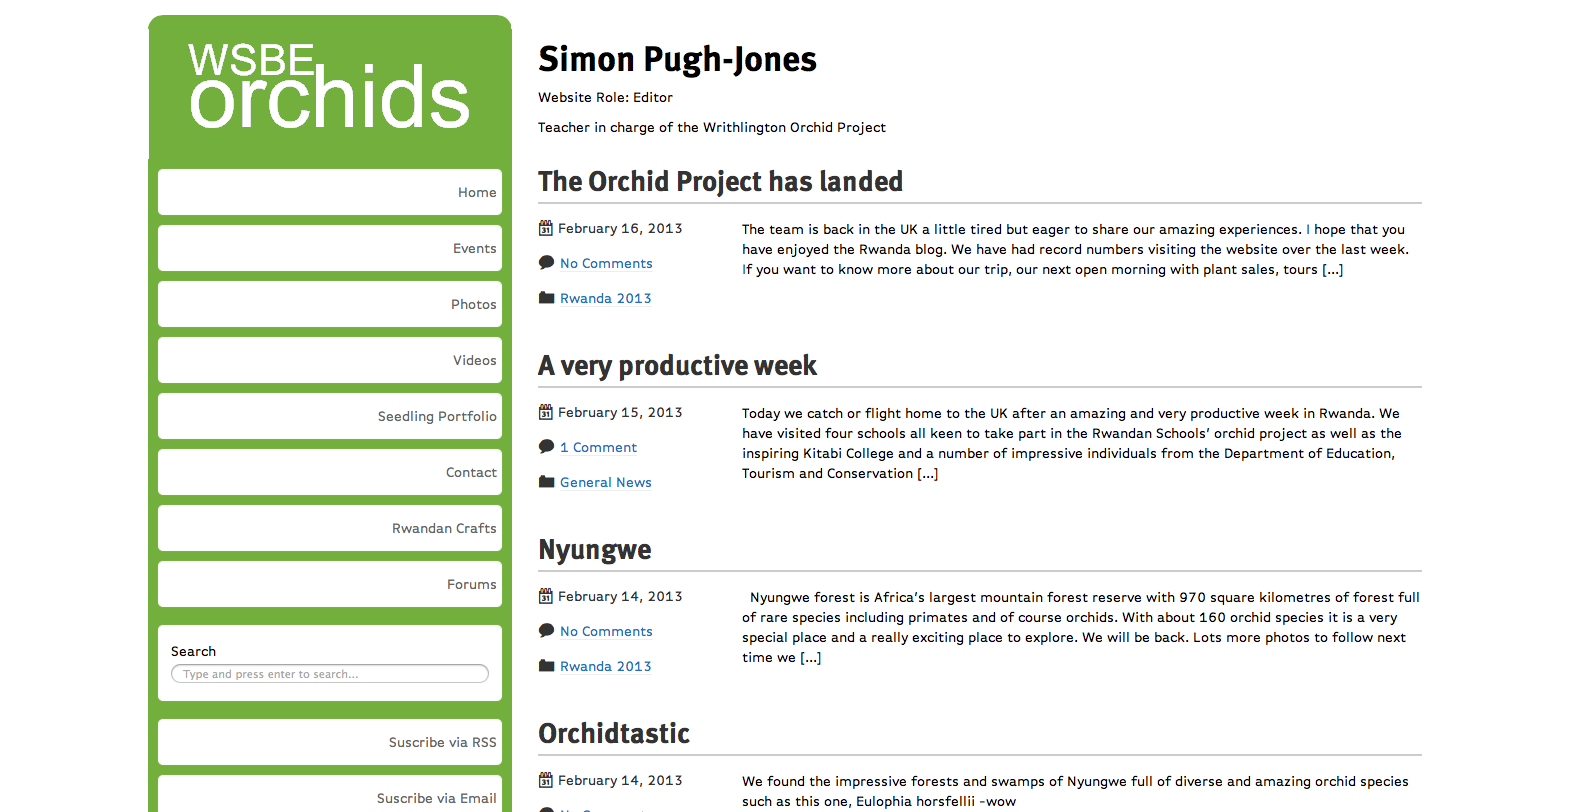 WSBE
orchids
Home
Events
Photos
Videos
Seedling Portfolio
Contact
Rwandan Crafts
Forums
Search
Type and press enter to search...
Suscribe via RSS
Suscribe via Email
Simon Pugh-Jones
Website Role: Editor
Teacher in charge of the Writhlington Orchid Project
The Orchid Project has landed
31 February 16, 2013
No Comments
Rwanda 2013
The team is back in the UK a little tired but eager to share our amazing experiences. I hope that you
have enjoyed the Rwanda blog. We have had record numbers visiting the website over the last week.
If you want to know more about our trip, our next open morning with plant sales, tours [...]
A very productive week
31 February 15, 2013
1 Comment
General News
Today we catch or flight home to the UK after an amazing and very productive week in Rwanda. We
have visited four schools all keen to take part in the Rwandan Schools’ orchid project as well as the
inspiring Kitabi College and a number of impressive individuals from the Department of Education,
Tourism and Conservation [...]
Nyungwe
31 February 14, 2013
No Comments
Rwanda 2013
Nyungwe forest is Africa’s largest mountain forest reserve with 970 square kilometres of forest full
of rare species including primates and of course orchids. With about 160 orchid species it is a very
special place and a really exciting place to explore. We will be back. Lots more photos to follow next
time we [...]
Orchidtastic
31 February 14, 2013
We found the impressive forests and swamps of Nyungwe full of diverse and amazing orchid species
such as this one, Eulophia horsfellii -wow